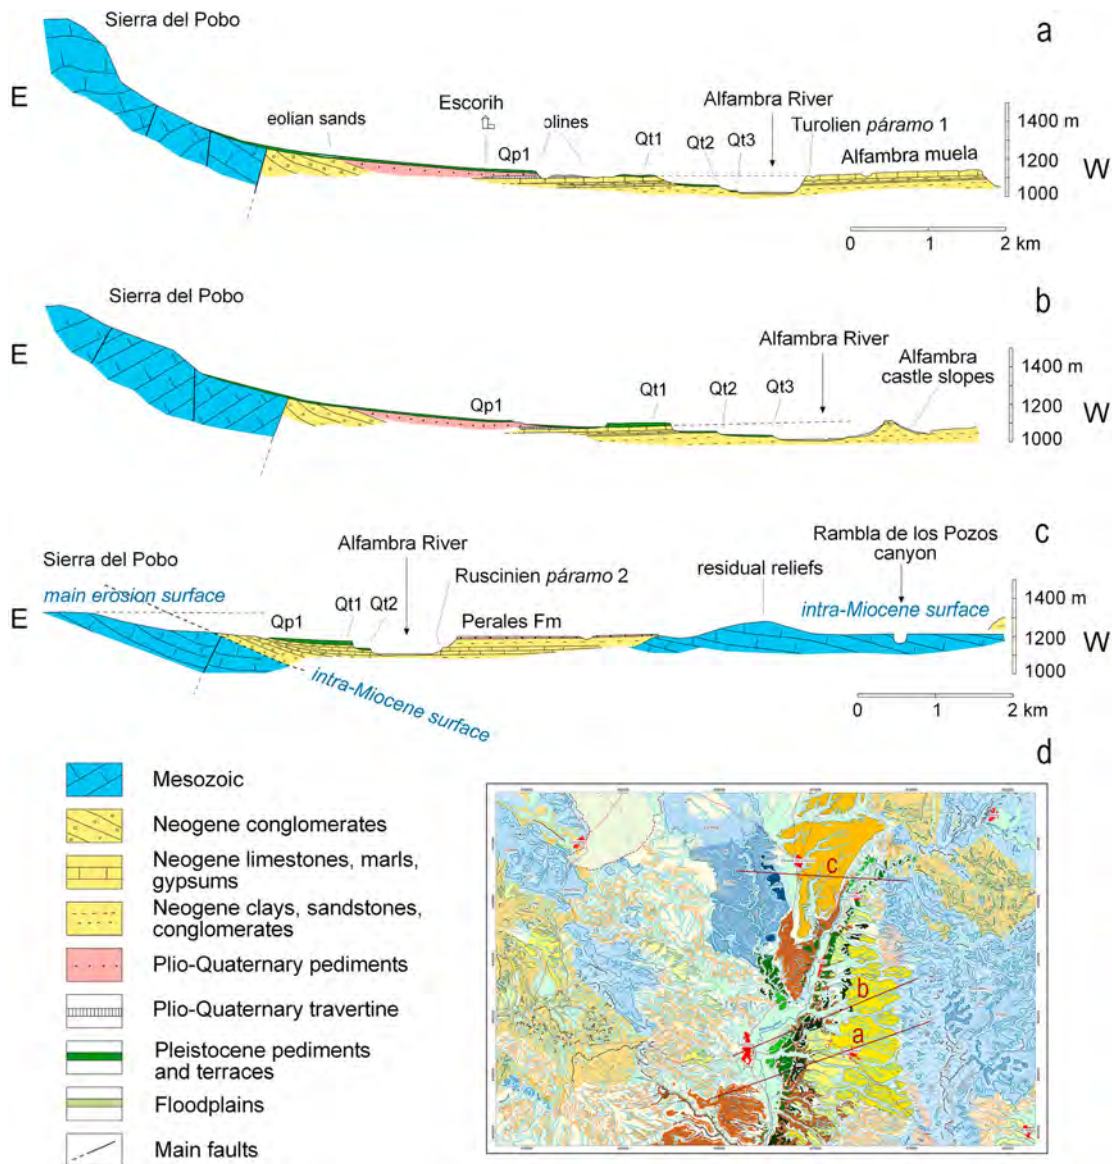 Sierra del Pobo
a
E
eolian sands
Escorih
olines
Qp1
Qt1
Qt2
Qt3
Alfambra River
Turolien páramo 1
Alfambra muela
1400 m
1200
1000
W
0 1 2 km
Sierra del Pobo
b
E
Qp1
Qt1
Qt2
Qt3
Alfambra River
Alfambra
castle slopes
1400 m
1200
1000
W
Sierra del Pobo
main erosion surface
c
E
Qp1
Qt1
Qt2
Alfambra River
Ruscinien páramo 2
Perales Fm
residual reliefs
Rambla de los Pozos
canyon
intra-Miocene surface
intra-Miocene surface
1400 m
1200
1000
W
0 1 2 km
d
Mesozoic
Neogene conglomerates
Neogene limestones, marls,
gypsums
Neogene clays, sandstones,
conglomerates
Plio-Quaternary pediments
Plio-Quaternary travertine
Pleistocene pediments
and terraces
Floodplains
Main faults
c
b
a